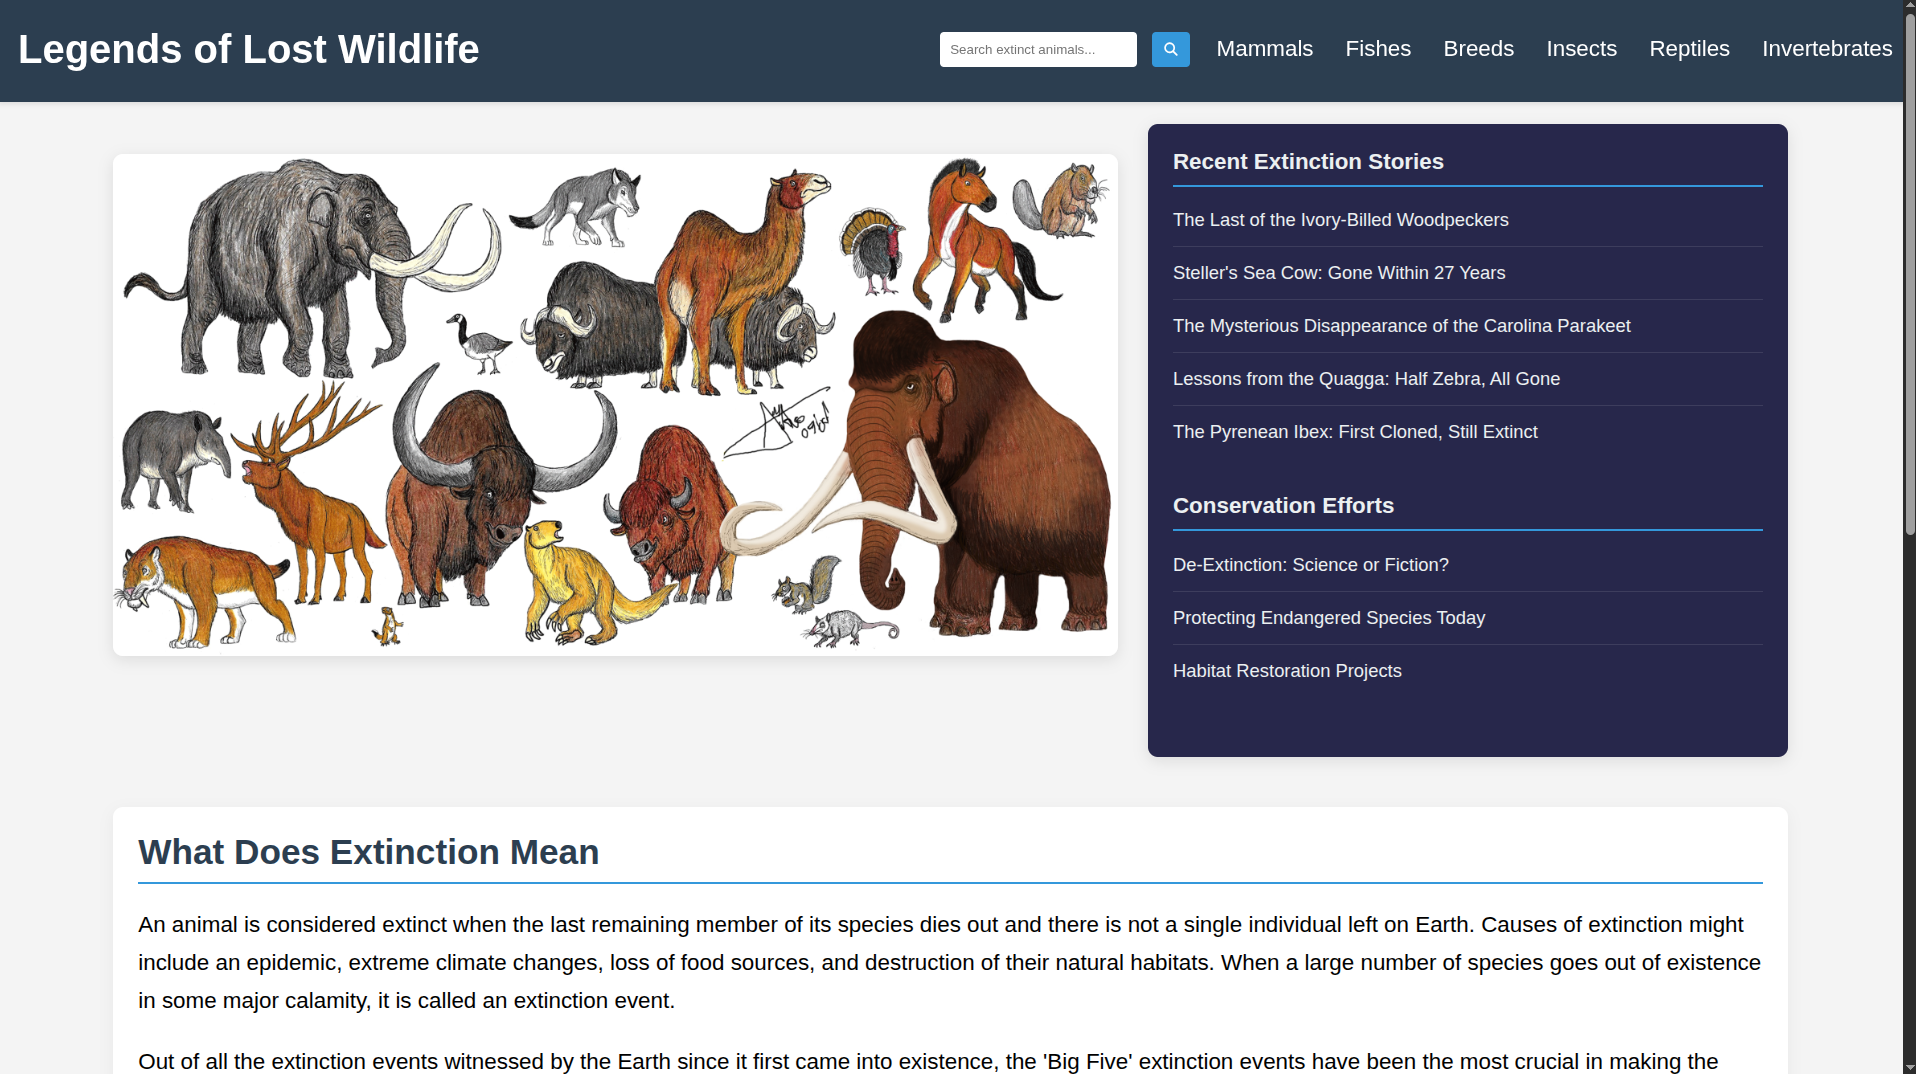 Legends of Lost Wildlife
Search extinct animals...
Mammals
Fishes
Breeds
Insects
Reptiles
Invertebrates
Recent Extinction Stories
The Last of the Ivory-Billed Woodpeckers
Steller's Sea Cow: Gone Within 27 Years
The Mysterious Disappearance of the Carolina Parakeet
Lessons from the Quagga: Half Zebra, All Gone
The Pyrenean Ibex: First Cloned, Still Extinct
Conservation Efforts
De-Extinction: Science or Fiction?
Protecting Endangered Species Today
Habitat Restoration Projects
What Does Extinction Mean
An animal is considered extinct when the last remaining member of its species dies out and there is not a single individual left on Earth. Causes of extinction might
include an epidemic, extreme climate changes, loss of food sources, and destruction of their natural habitats. When a large number of species goes out of existence
in some major calamity, it is called an extinction event.
Out of all the extinction events witnessed by the Earth since it first came into existence, the 'Big Five' extinction events have been the most crucial in making the